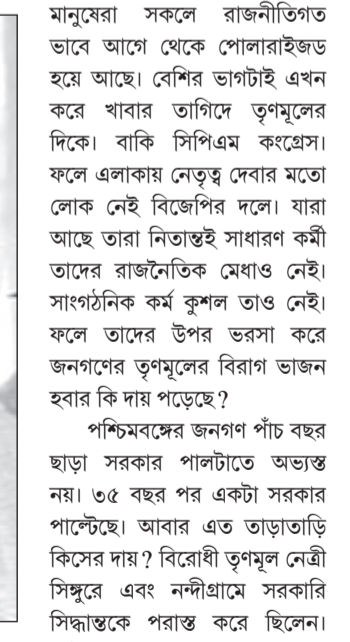 মানুষেরা সকলে রাজনীতিগত
ভাবে আগে থেকে পোলারাইজড
হয়ে আছে। বেশির ভাগটাই এখন
করে খাবার তাগিদে তৃণমূলের
দিকে। বাকি সিপিএম কংগ্রেস।
ফলে এলাকায় নেতৃত্ব দেবার মতো
লোক নেই বিজেপির দলে। যারা
আছে তারা নিতান্তই সাধারণ কর্মী
তাদের রাজনৈতিক মেধাও নেই।
সাংগঠনিক কর্ম কুশল তাও নেই।
ফলে তাদের উপর ভরসা করে
জনগণের তৃণমূলের বিরাগ ভাজন
হবার কি দায় পড়েছে?
পশ্চিমবঙ্গের জনগণ পাঁচ বছর
ছাড়া সরকার পালটাতে অভ্যস্ত
নয়। ৩৫ বছর পর একটা সরকার
পাল্টেছে। আবার এত তাড়াতাড়ি
কিসের দায়? বিরোধী তৃণমূল নেত্রী
সিঙ্গুরে এবং নন্দীগ্রামে সরকারি
সিদ্ধান্তকে পরাস্ত করে ছিলেন।